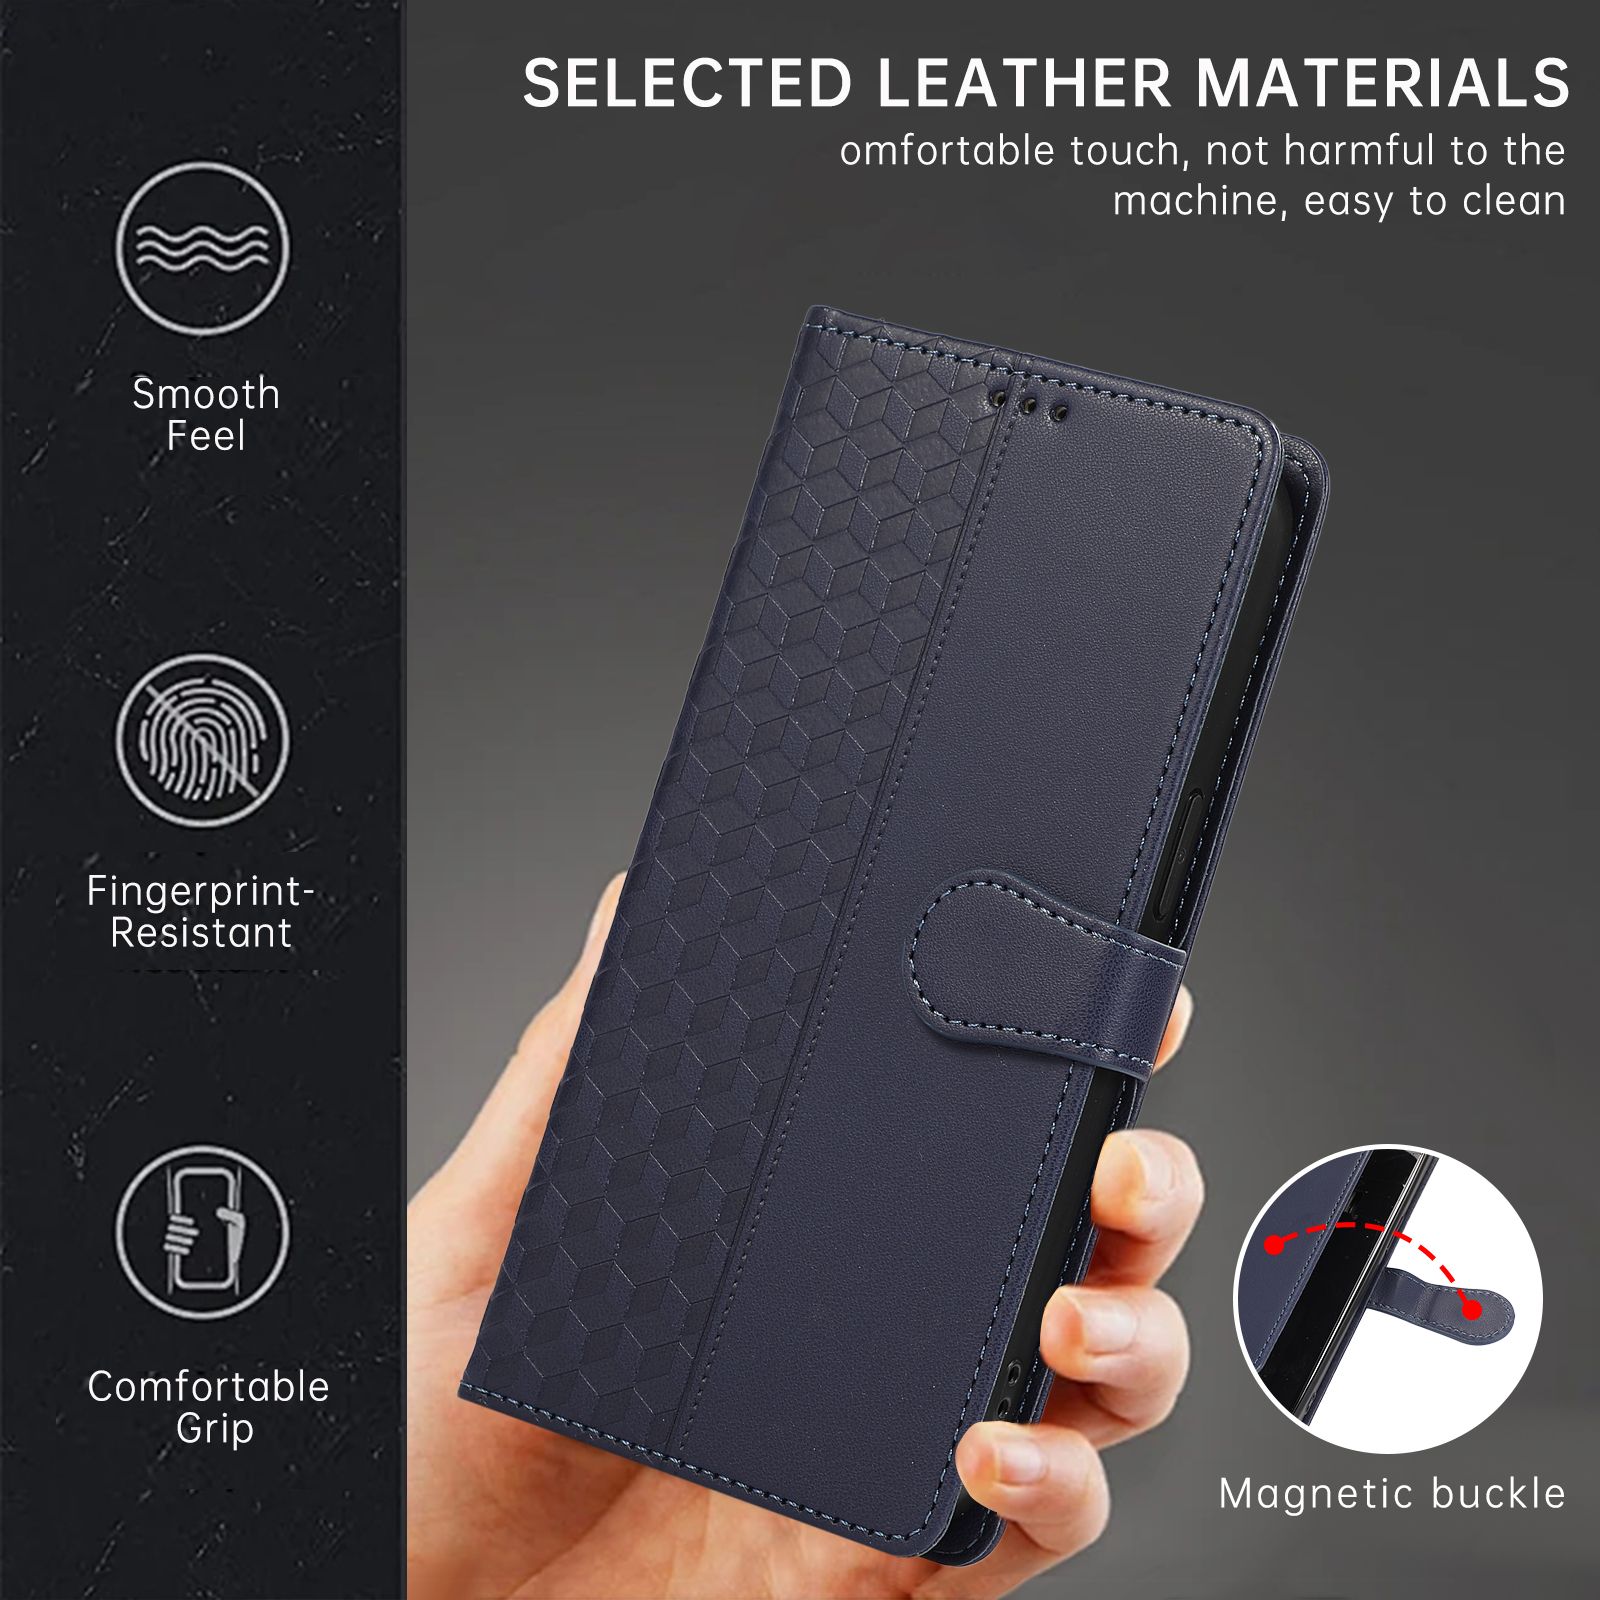 SELECTED LEATHER MATERIALS
omfortable touch, not harmful to the
machine, easy to clean
Smooth
Feel
Fingerprint-
Resistant
Comfortable
Grip
Magnetic buckle